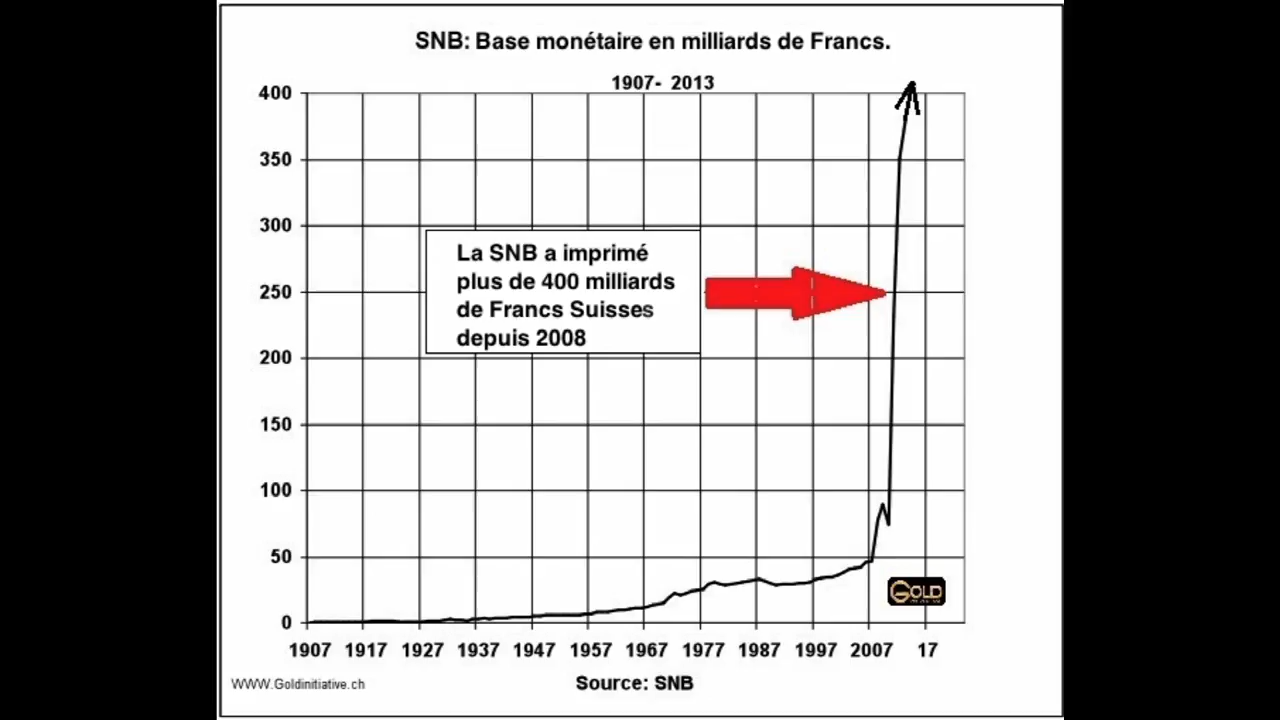 SNB: Base monétaire en milliards de Francs.
1907- 2013
400
350
300
250
200
150
100
50
0
La SNB a imprimé
plus de 400 milliards
de Francs Suisses
depuis 2008
GOLD
1907 1917 1927 1937 1947 1957 1967 1977 1987 1997 2007 17
WWW.Goldinitiative.ch
Source: SNB